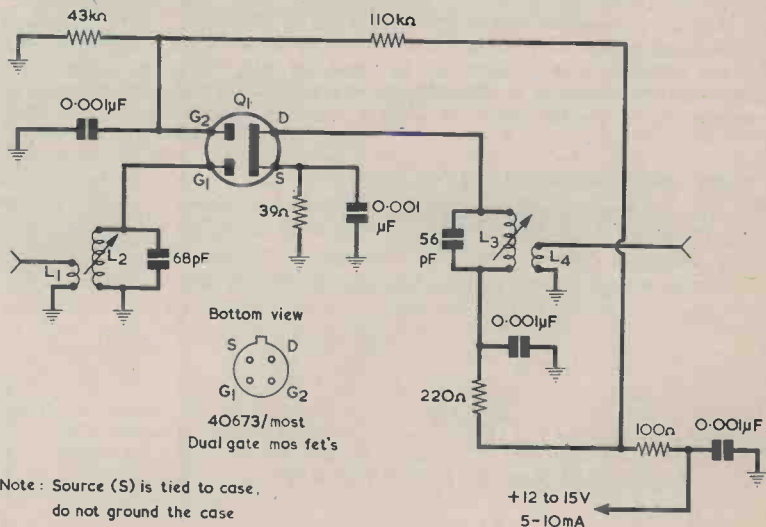 43kΩ
110kΩ
0·001μF
Q1
G2
D
G1
S
39Ω
0·001
μF
L1
L2
68pF
56
pF
L3
L4
Bottom view
S
D
G1
G2
40673/most
Dual gate mos fet's
0·001μF
220Ω
100Ω
0·001μF
+12 to 15V
5-10mA
Note: Source (S) is tied to case,
do not ground the case